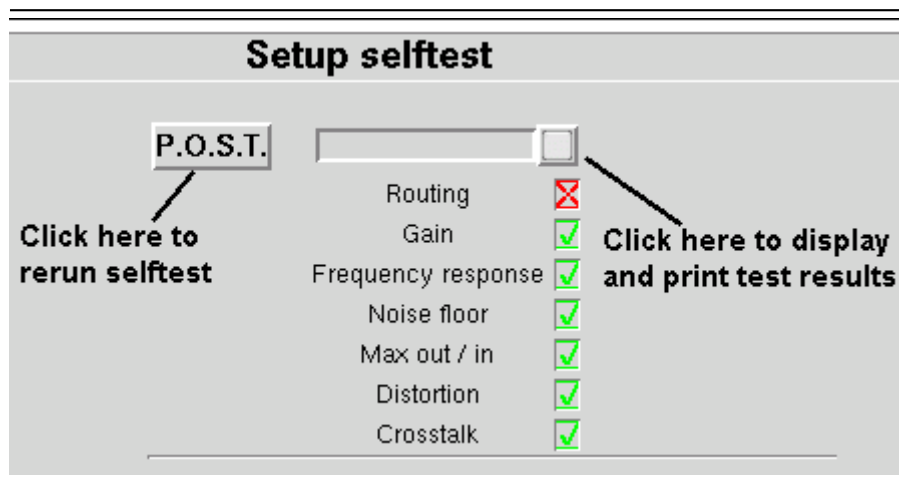 Setup selftest
P.O.S.T.
Routing
Gain
Frequency response
Noise floor
Max out / in
Distortion
Crosstalk
Click here to
rerun selftest
Click here to display
and print test results